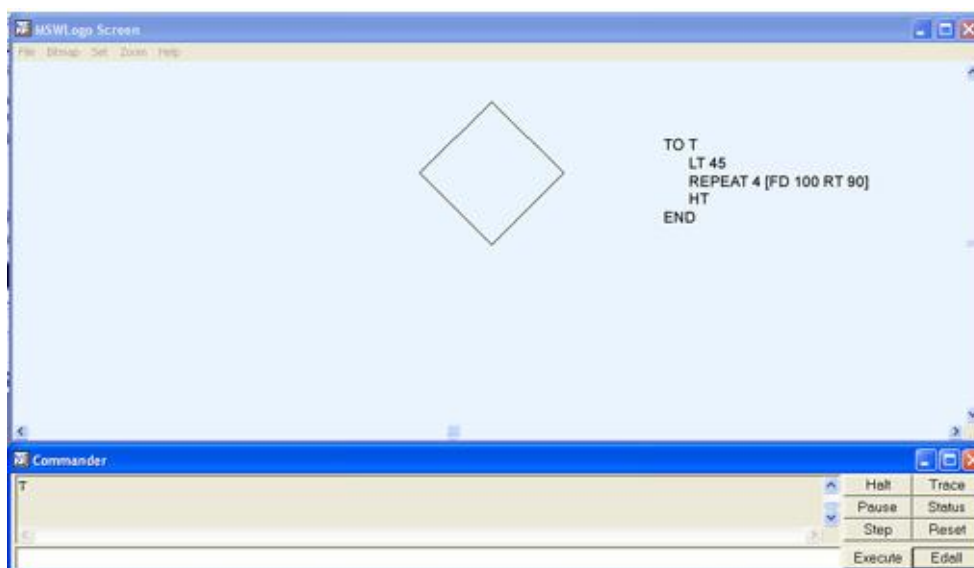 MSWLogo Screen
File Bitmap Set Zoom Help
TO T
LT 45
REPEAT 4 [FD 100 RT 90]
HT
END
Commander
T
Halt Trace
Pause Status
Step Reset
Execute Edall